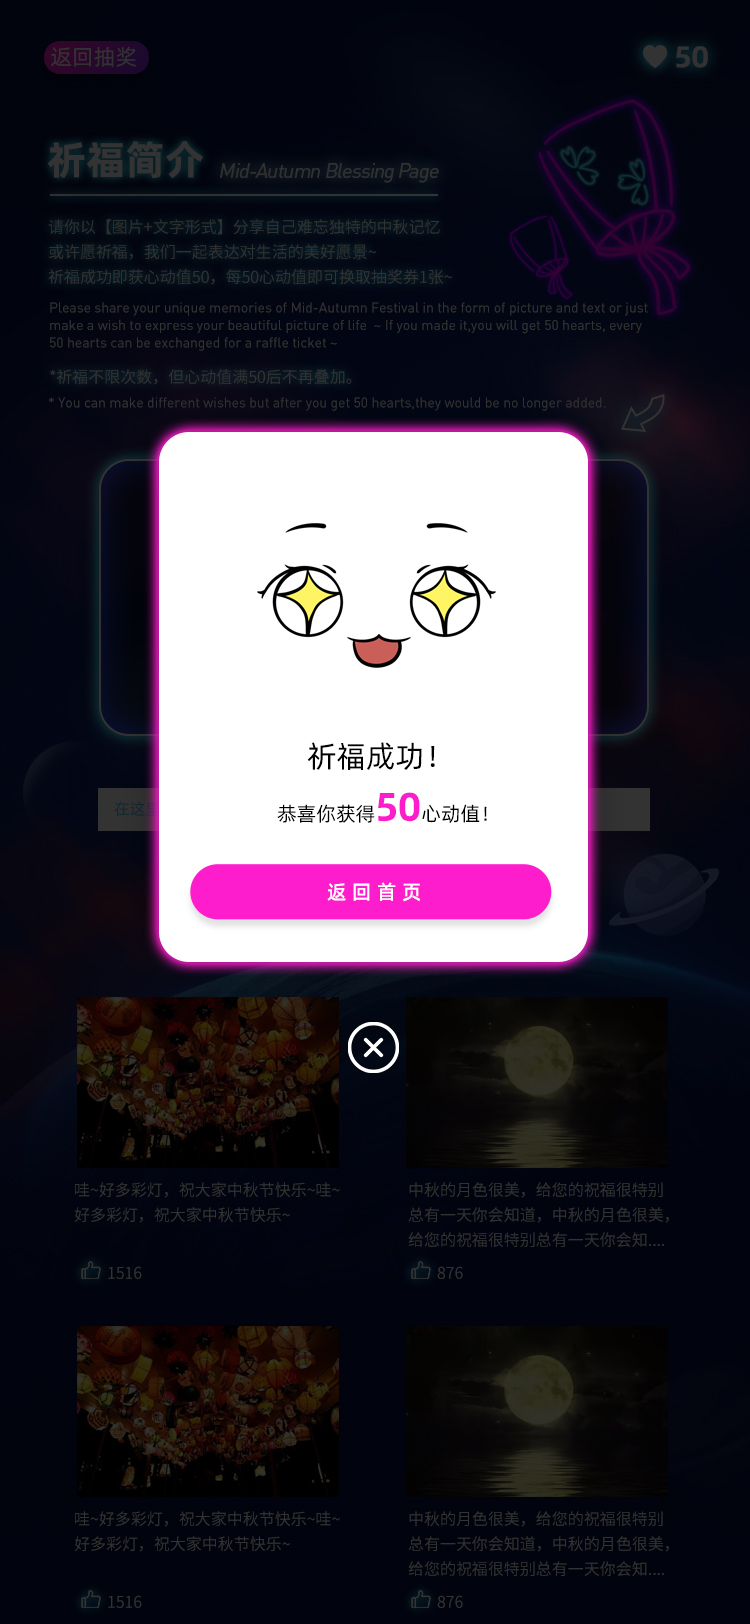 返回抽奖
50
祈福简介 Mid-Autumn Blessing Page
请你以【图片+文字形式】分享自己难忘独特的中秋记忆
或许愿祈福，我们一起表达对生活的美好愿景~
祈福成功即获心动值50，每50心动值即可换取抽奖券1张~
Please share your unique memories of Mid-Autumn Festival in the form of picture and text or just
make a wish to express your beautiful picture of life ~ If you made it,you will get 50 hearts, every
50 hearts can be exchanged for a raffle ticket ~
*祈福不限次数，但心动值满50后不再叠加。
* You can make different wishes but after you get 50 hearts,they would be no longer added.
祈福成功！
恭喜你获得50心动值！
在这里
返回首页
哇~好多彩灯，祝大家中秋节快乐~哇~
好多彩灯，祝大家中秋节快乐~
1516
中秋的月色很美，给您的祝福很特别
总有一天你会知道，中秋的月色很美，
给您的祝福很特别总有一天你会知....
876
哇~好多彩灯，祝大家中秋节快乐~哇~
好多彩灯，祝大家中秋节快乐~
1516
中秋的月色很美，给您的祝福很特别
总有一天你会知道，中秋的月色很美，
给您的祝福很特别总有一天你会知....
876